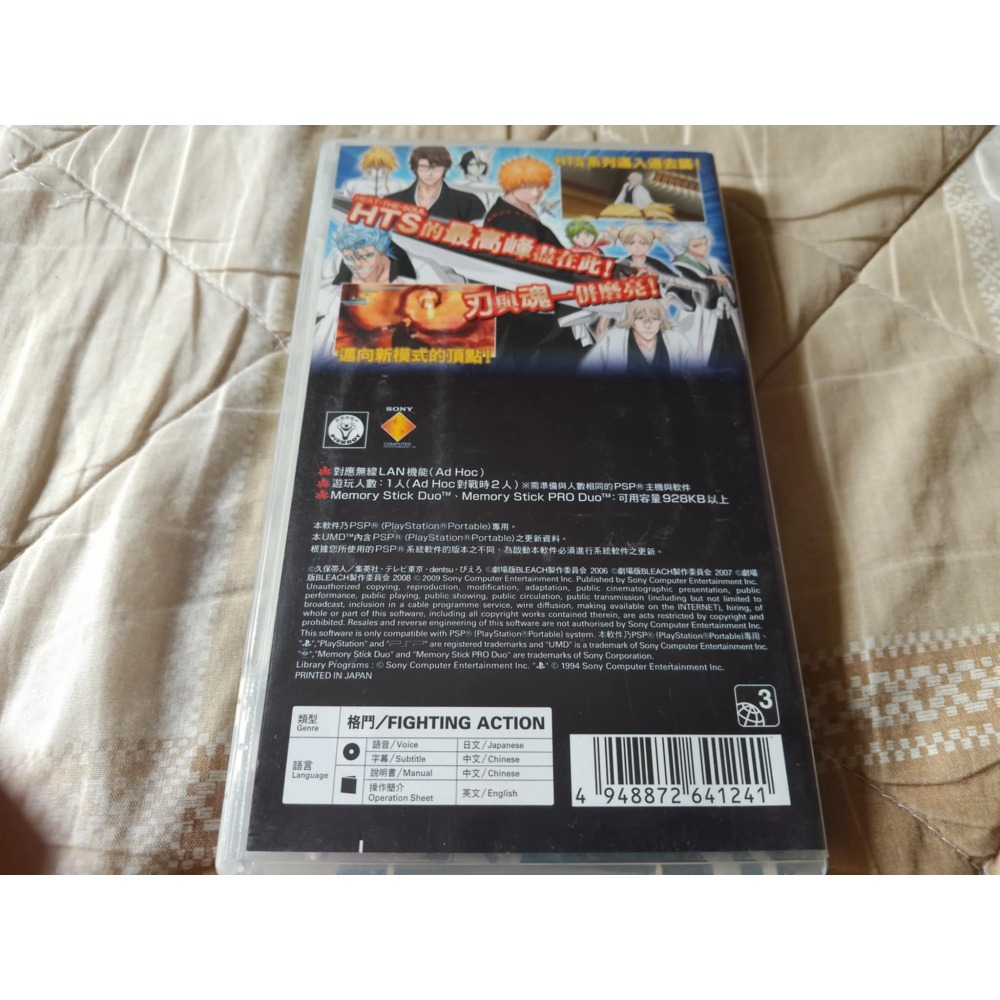 HTS系列邁入過去篇！
HEAT-THE-SOUL
HTS的最高峰盡在此！
刃與魂一併磨亮！
邁向新模式的頂點！
SONY
COMPUTER
ENTERTAINMENT
對應無線LAN機能(Ad Hoc)
遊玩人數：1人(Ad Hoc對戰時2人) ※需準備與人數相同的PSP®主機與軟件
Memory Stick Duo™、Memory Stick PRO Duo™：可用容量928KB以上
本軟件乃PSP® (PlayStation®Portable)專用。
本UMD™內含PSP® (PlayStation®Portable)之更新資料。
根據您所使用的PSP®系統軟件的版本之不同，為啟動本軟件必須進行系統軟件之更新。
©久保帯人／集英社・テレビ東京・dentsu・ぴえろ ©劇場版BLEACH製作委員会 2006 ©劇場版BLEACH製作委員会 2007 ©劇場
版BLEACH製作委員会 2008 © 2009 Sony Computer Entertainment Inc. Published by Sony Computer Entertainment Inc.
Unauthorized copying, reproduction, modification, adaptation, public cinematographic presentation, public
performance, public playing, public showing, public circulation, public transmission (including but not limited to
broadcast, inclusion in a cable programme service, wire diffusion, making available on the INTERNET), hiring, of
whole or part of this software, including all copyright works contained therein, are acts restricted by copyright and
prohibited. Resales and reverse engineering of this software are not authorised by Sony Computer Entertainment Inc.
This software is only compatible with PSP® (PlayStation®Portable) system. 本軟件乃PSP® (PlayStation®Portable)專用。
"","PlayStation" and "PSP" are registered trademarks and "UMD" is a trademark of Sony Computer Entertainment Inc.
"","Memory Stick Duo" and "Memory Stick PRO Duo" are trademarks of Sony Corporation.
Library Programs : © Sony Computer Entertainment Inc. "" © 1994 Sony Computer Entertainment Inc.
PRINTED IN JAPAN
3
類型 Genre 格鬥/FIGHTING ACTION
語言 Language
語音/Voice 日文/Japanese
字幕/Subtitle 中文/Chinese
說明書/Manual 中文/Chinese
操作簡介 Operation Sheet 英文/English
4 948872 641241